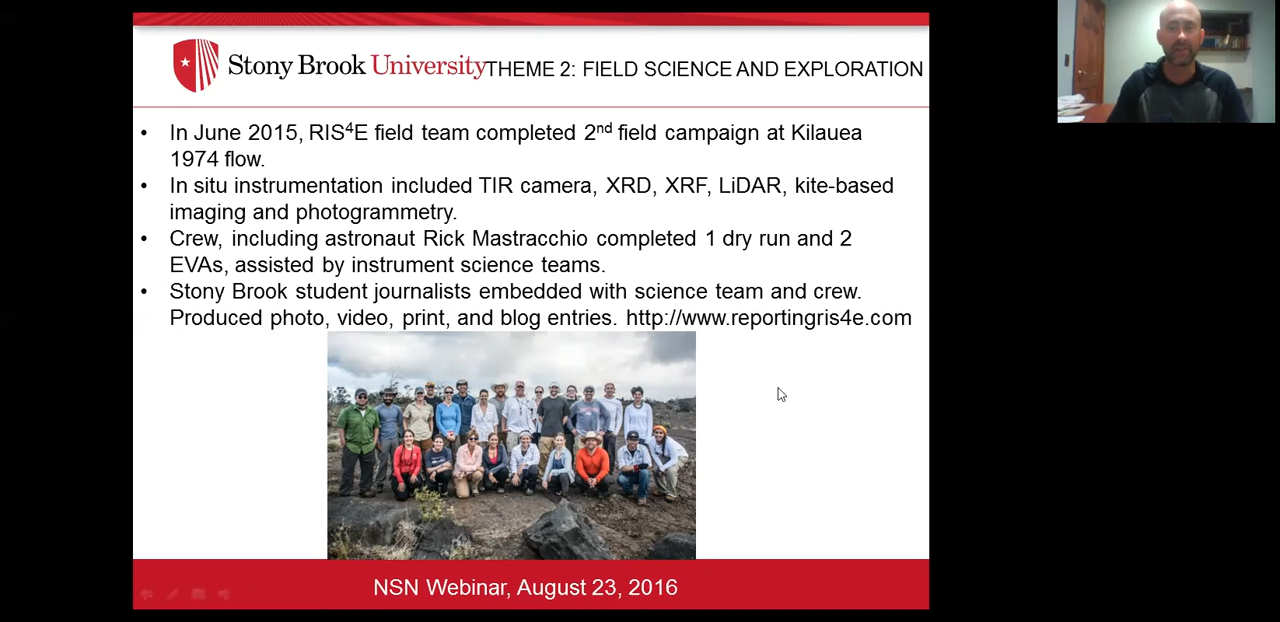 Stony Brook University THEME 2: FIELD SCIENCE AND EXPLORATION
• In June 2015, RIS⁴E field team completed 2ⁿᵈ field campaign at Kilauea
1974 flow.
• In situ instrumentation included TIR camera, XRD, XRF, LiDAR, kite-based
imaging and photogrammetry.
• Crew, including astronaut Rick Mastracchio completed 1 dry run and 2
EVAs, assisted by instrument science teams.
• Stony Brook student journalists embedded with science team and crew.
Produced photo, video, print, and blog entries. http://www.reportingris4e.com
NSN Webinar, August 23, 2016